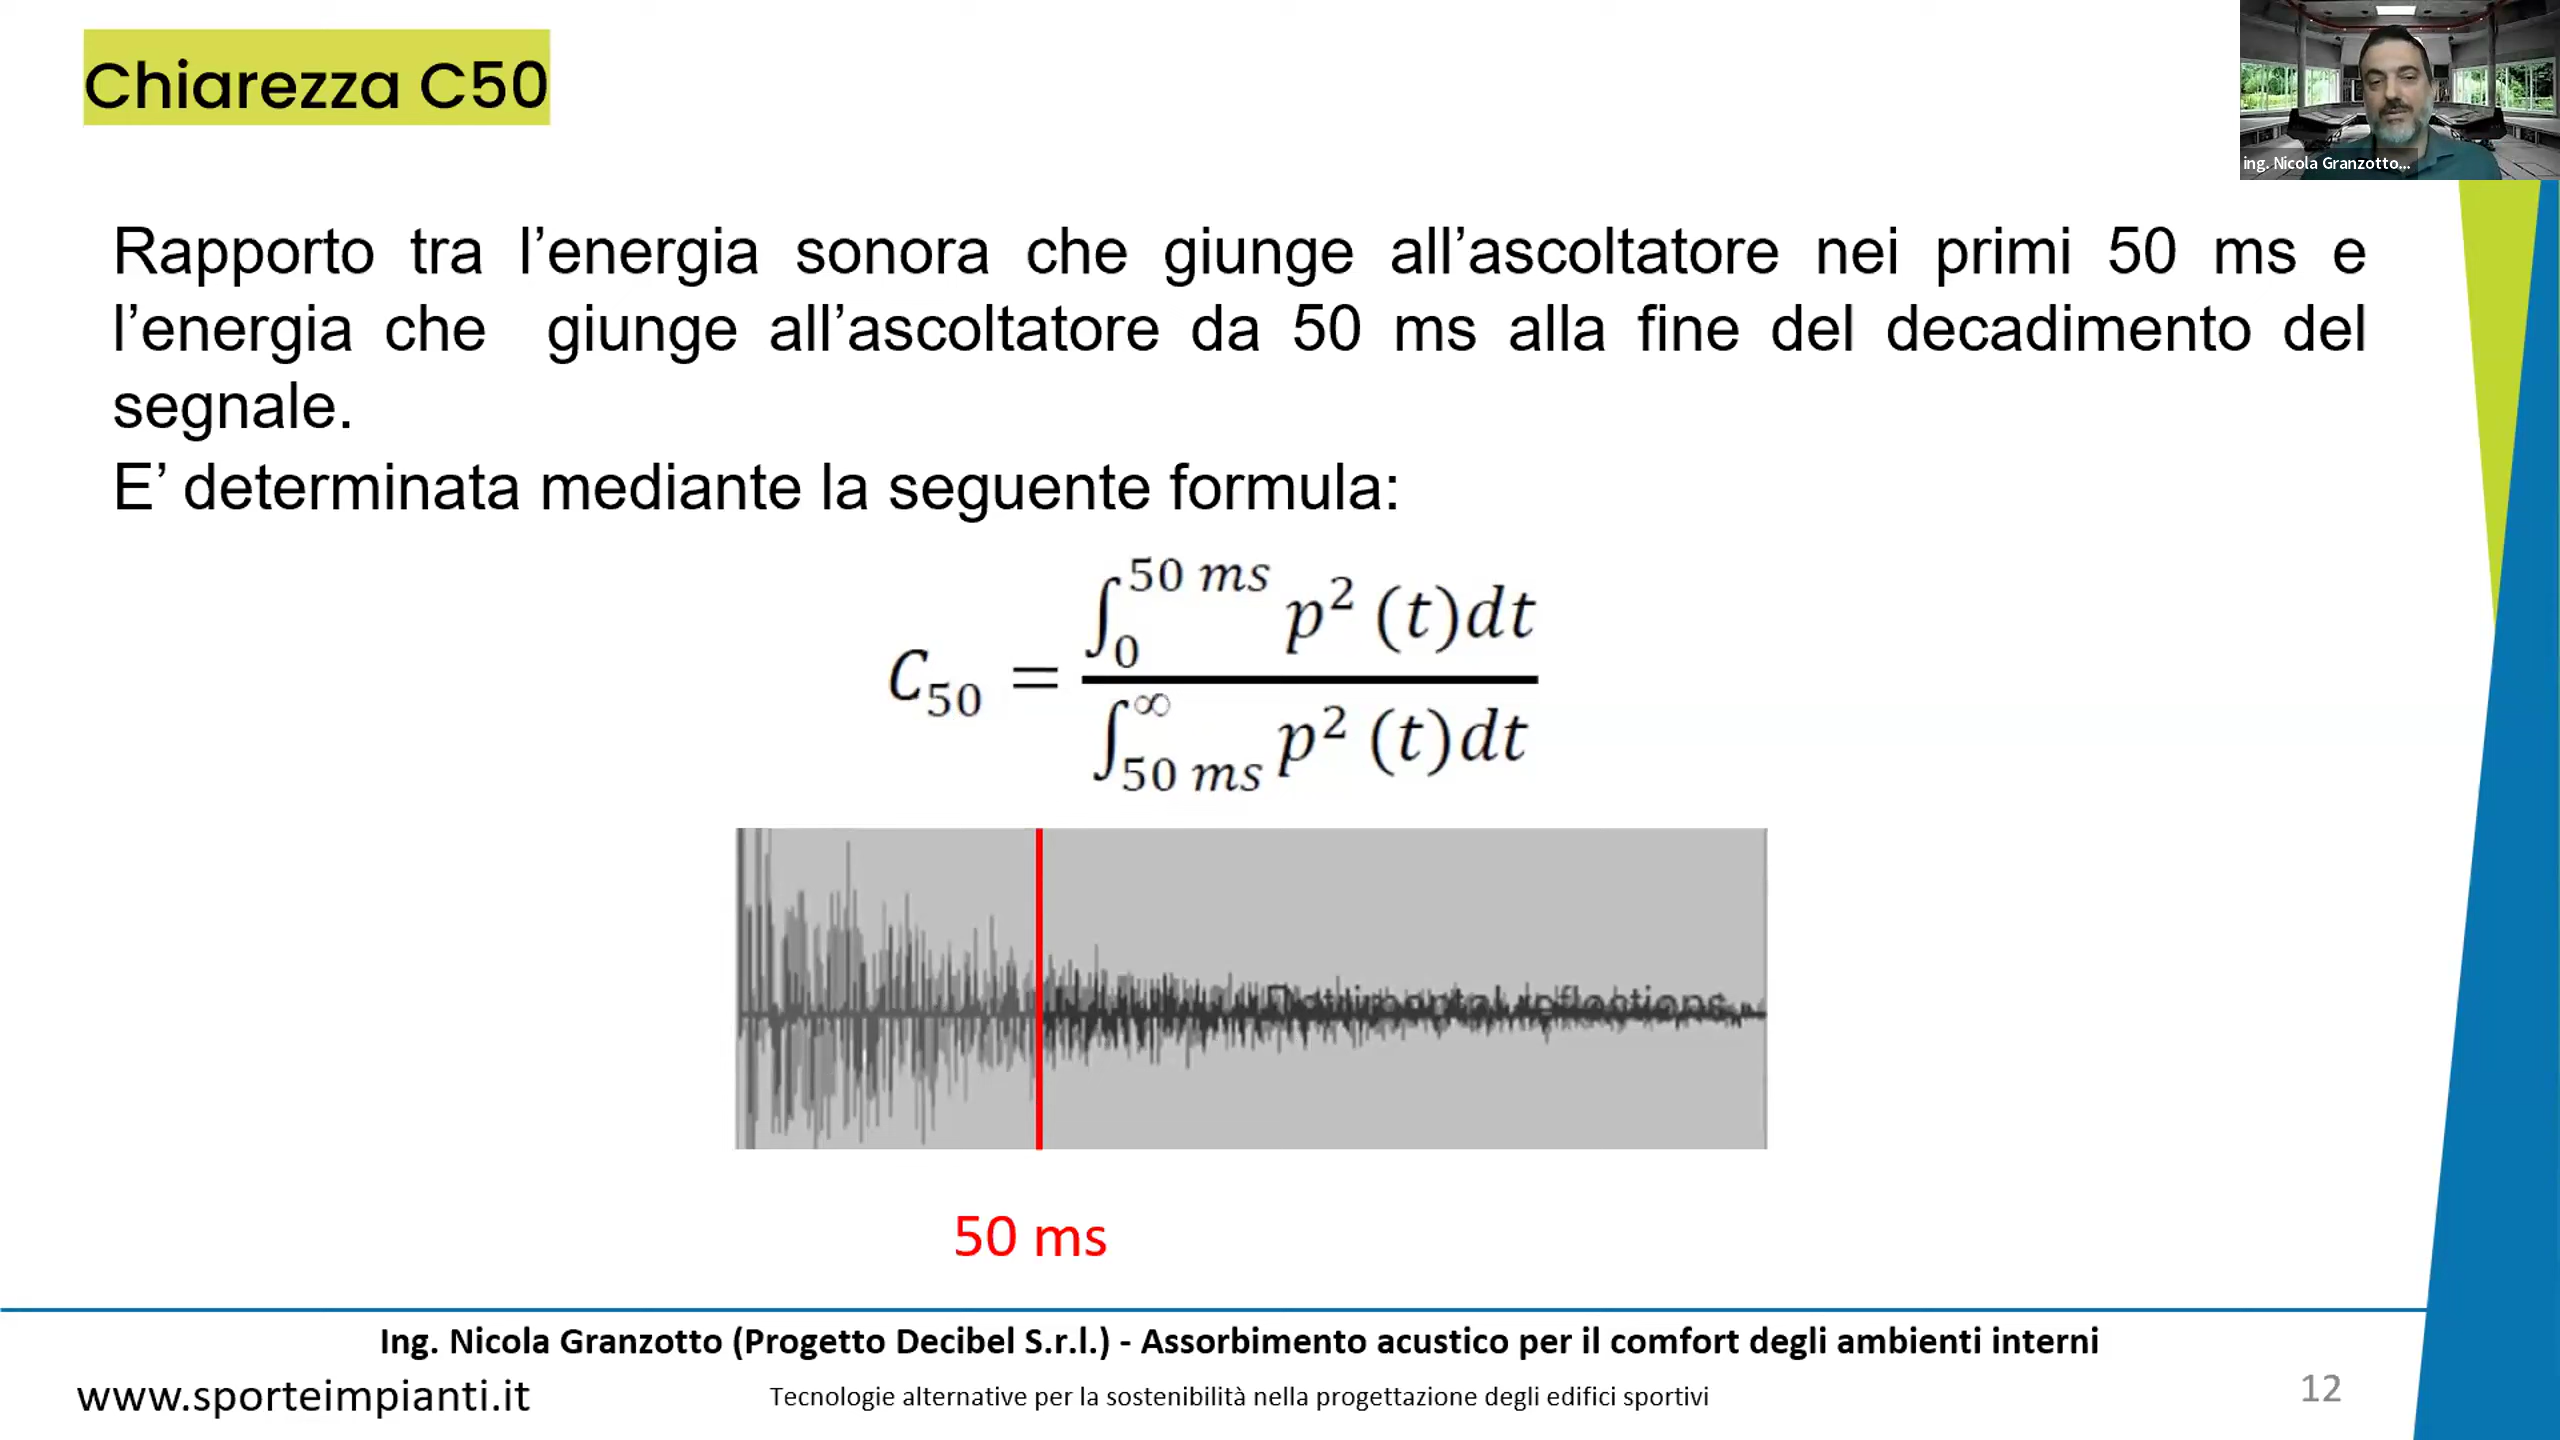 Chiarezza C50
ing. Nicola Granzotto...
Rapporto tra l’energia sonora che giunge all’ascoltatore nei primi 50 ms e
l’energia che giunge all’ascoltatore da 50 ms alla fine del decadimento del
segnale.
E’ determinata mediante la seguente formula:
C₅₀ = ∫₀^{50 ms} p² (t)dt / ∫_{50 ms}^∞ p² (t)dt
Detrimental reflections
50 ms
Ing. Nicola Granzotto (Progetto Decibel S.r.l.) - Assorbimento acustico per il comfort degli ambienti interni
www.sporteimpianti.it
Tecnologie alternative per la sostenibilità nella progettazione degli edifici sportivi
12